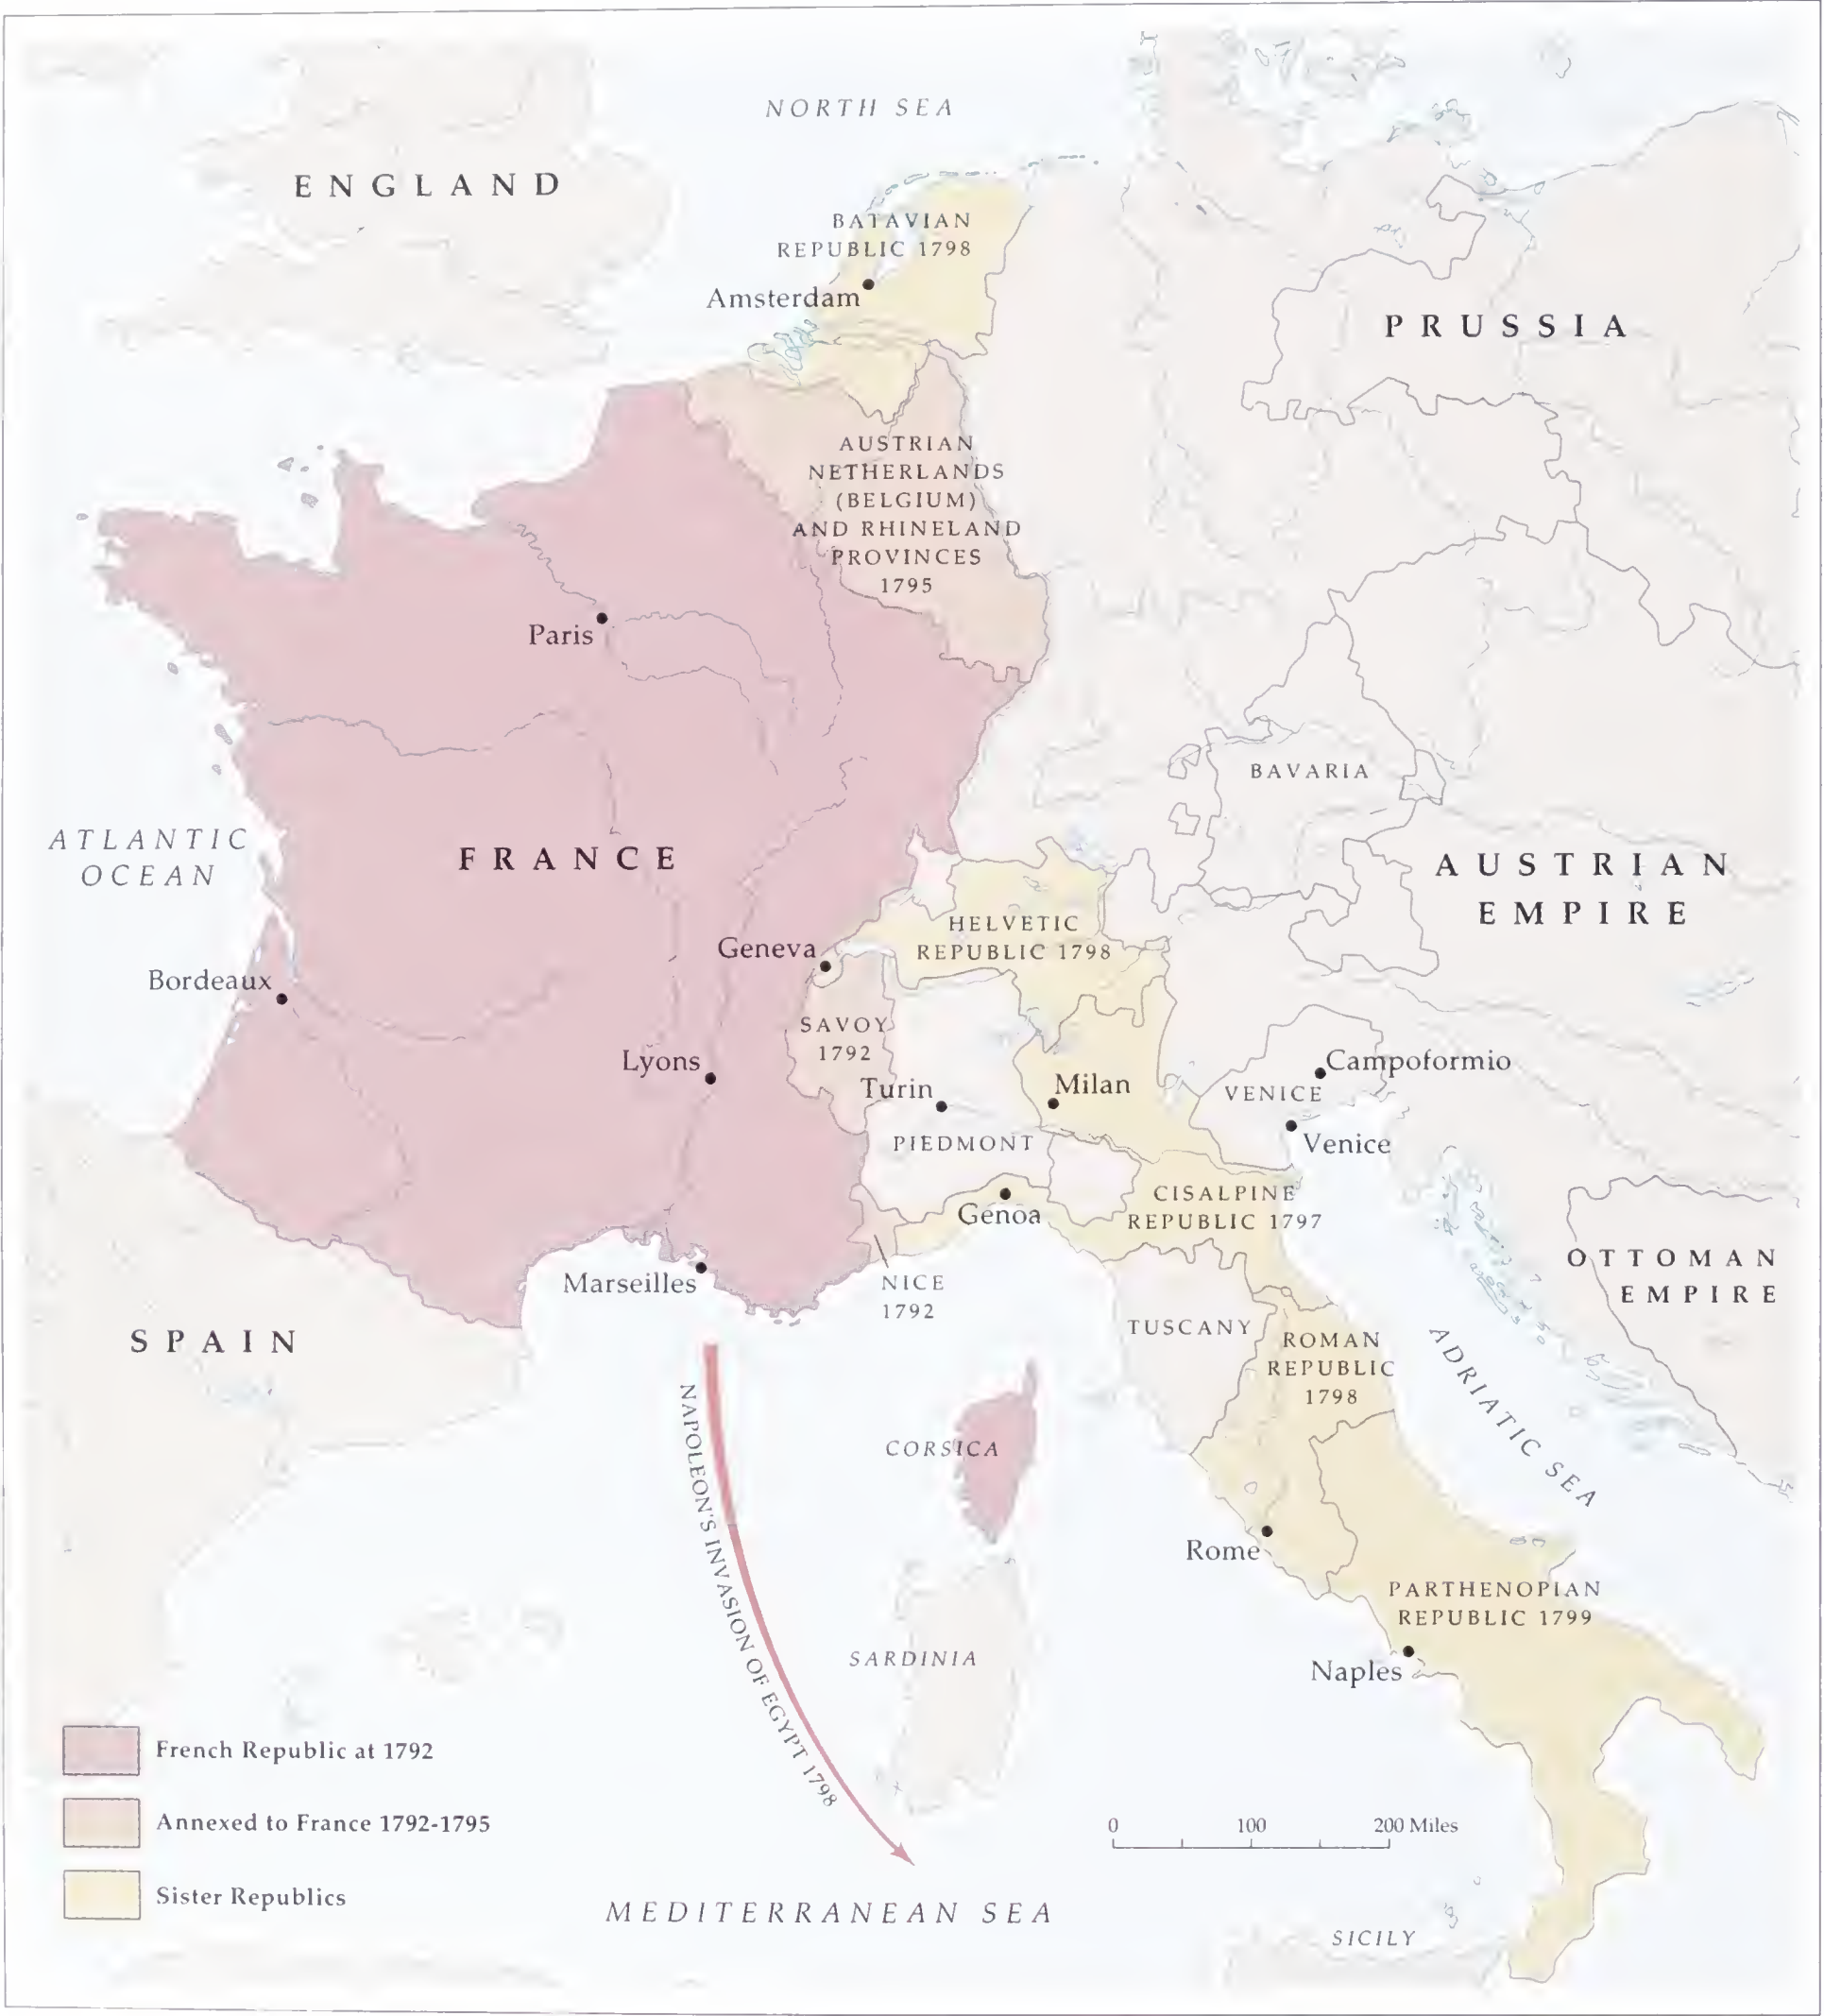 NORTH SEA
ENGLAND
BATAVIAN
REPUBLIC 1798
Amsterdam
PRUSSIA
AUSTRIAN
NETHERLANDS
(BELGIUM)
AND RHINELAND
PROVINCES
1795
Paris
BAVARIA
ATLANTIC
OCEAN
FRANCE
AUSTRIAN
EMPIRE
HELVETIC
REPUBLIC 1798
Geneva
Bordeaux
SAVOY
1792
Lyons
Turin
Milan
Campoformio
VENICE
Venice
PIEDMONT
CISALPINE
REPUBLIC 1797
Genoa
OTTOMAN
EMPIRE
Marseilles
NICE
1792
SPAIN
TUSCANY
ROMAN
REPUBLIC
1798
ADRIATIC SEA
NAPOLEON'S INVASION OF EGYPT 1798
CORSICA
Rome
PARTHENOPIAN
REPUBLIC 1799
SARDINIA
Naples
French Republic at 1792
Annexed to France 1792-1795
Sister Republics
0 100 200 Miles
MEDITERRANEAN SEA
SICILY